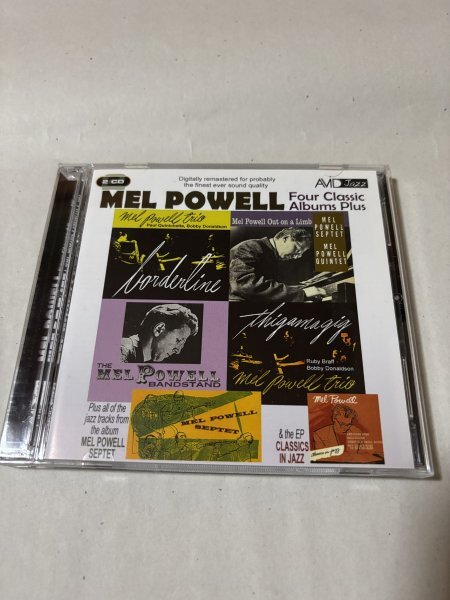 2 CD
Digitally remastered for probably
the finest ever sound quality
AVID Jazz
MEL POWELL
Four Classic
Albums Plus
mel powell trio
Paul Quinichette, Bobby Donaldson
borderline
Mel Powell Out on a Limb
MEL
POWELL
SEPTET
MEL
POWELL
QUINTET
THE
MEL POWELL
BANDSTAND
thigamagig
Ruby Braff
Bobby Donaldson
mel powell trio
Plus all of the
jazz tracks from
the album
MEL POWELL
SEPTET
MEL POWELL
SEPTET
& the EP
CLASSICS
IN JAZZ
Mel Powell
classics in jazz